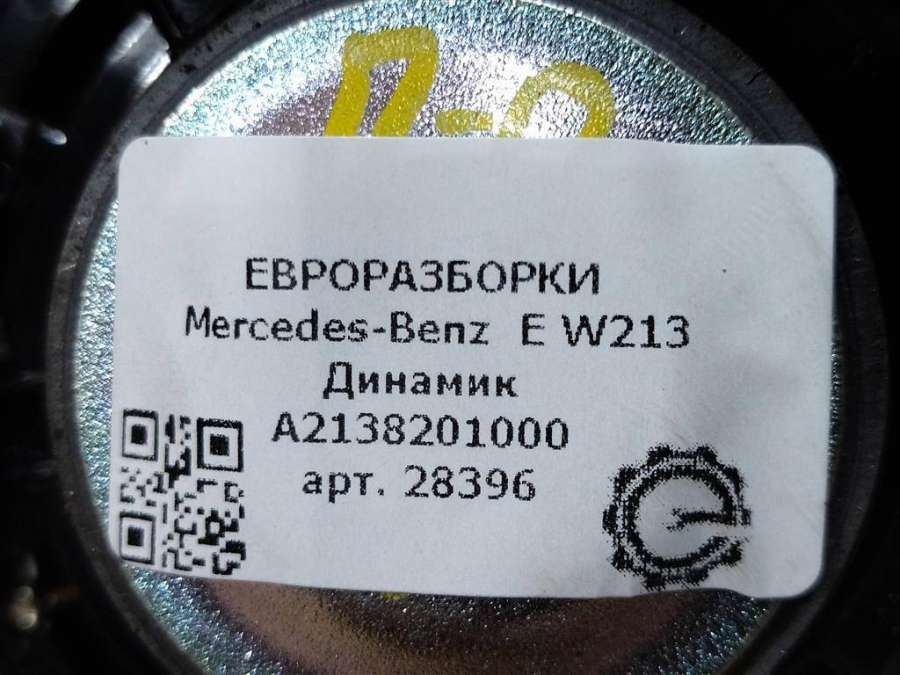 П-О
ЕВРОРАЗБОРКИ
Mercedes-Benz E W213
Динамик
A2138201000
арт. 28396